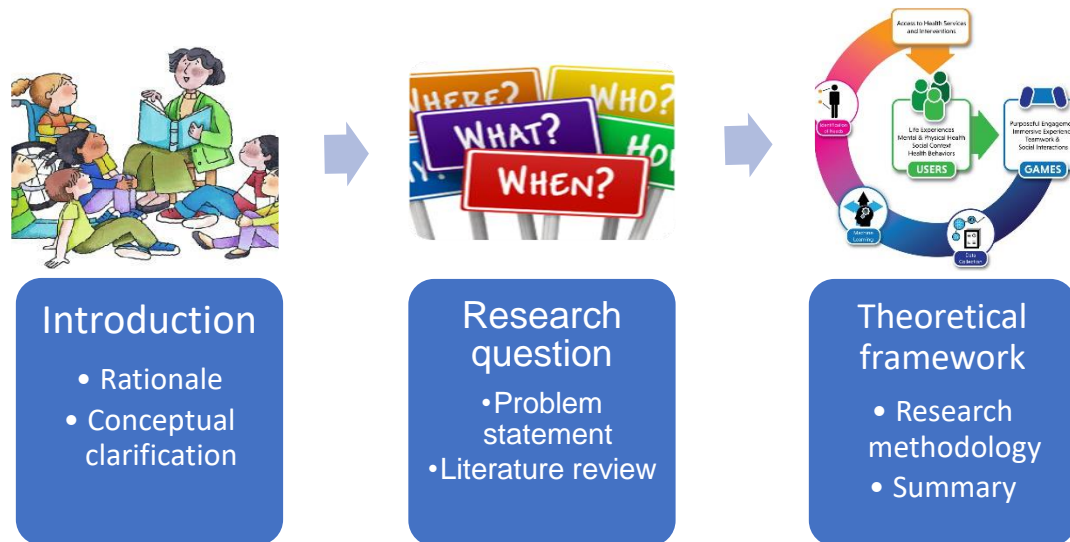 WHERE?
WHO?
WHAT?
HO
WHEN?
Access to Health Services
and Interventions
Identification
of Needs
Life Experiences
Mental & Physical Health
Social Context
Health Behaviors
USERS
Purposeful Engageme
Immersive Experienc
Teamwork &
Social Interactions
GAMES
Machine
Learning
Data
Collection
Introduction
• Rationale
• Conceptual
clarification
Research
question
•Problem
statement
•Literature review
Theoretical
framework
• Research
methodology
• Summary